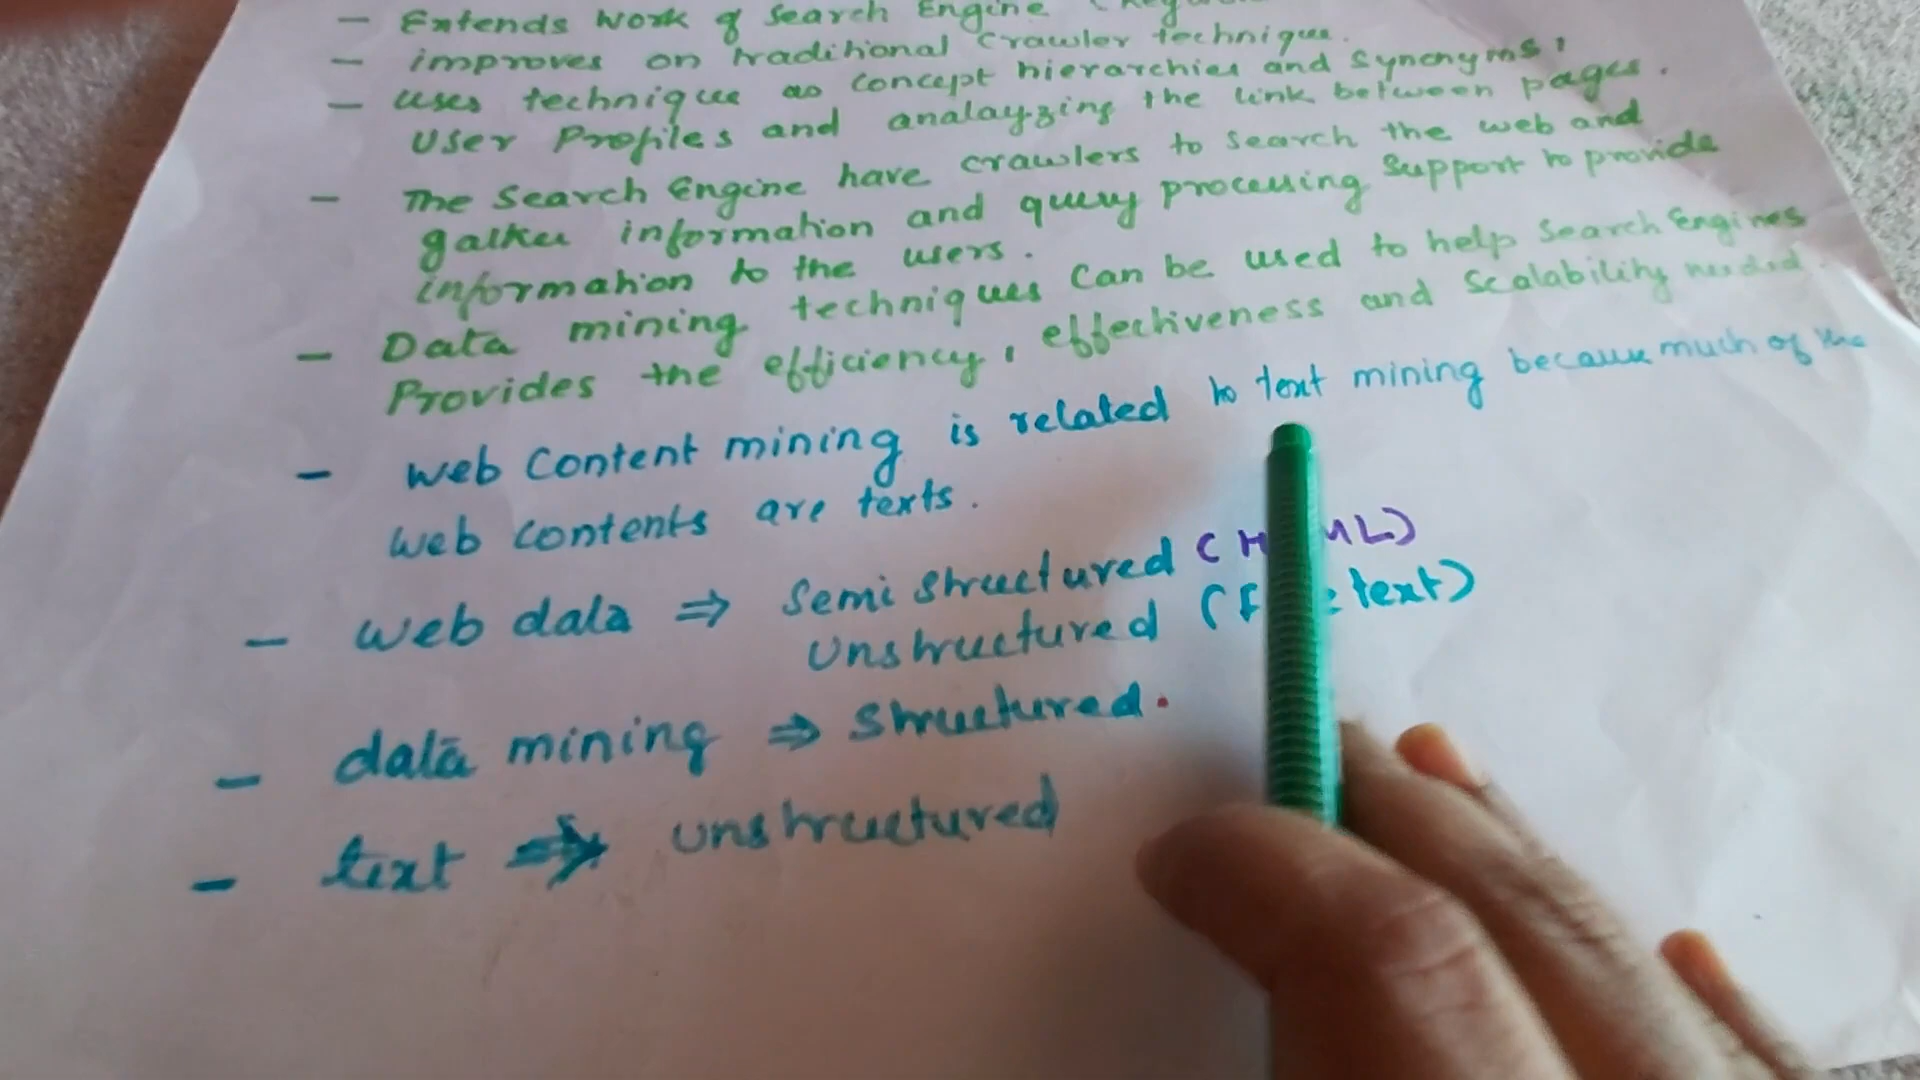 - Extends work of Search Engine
- improves on traditional crawler technique.
- uses technique as concept hierarchies and synonyms,
User Profiles and analayzing the link between pages.
- The Search Engine have crawlers to search the web and
gather information and query processing support to provide
information to the users.
- Data mining techniques can be used to help Search Engines
Provides the efficiency, effectiveness and scalability needed.
- web content mining is related to text mining because much of the
web contents are texts.
- web data ⇒ Semi structured (H ML)
Unstructured (F e text)
- data mining ⇒ structured.
- text ⇒ unstructured